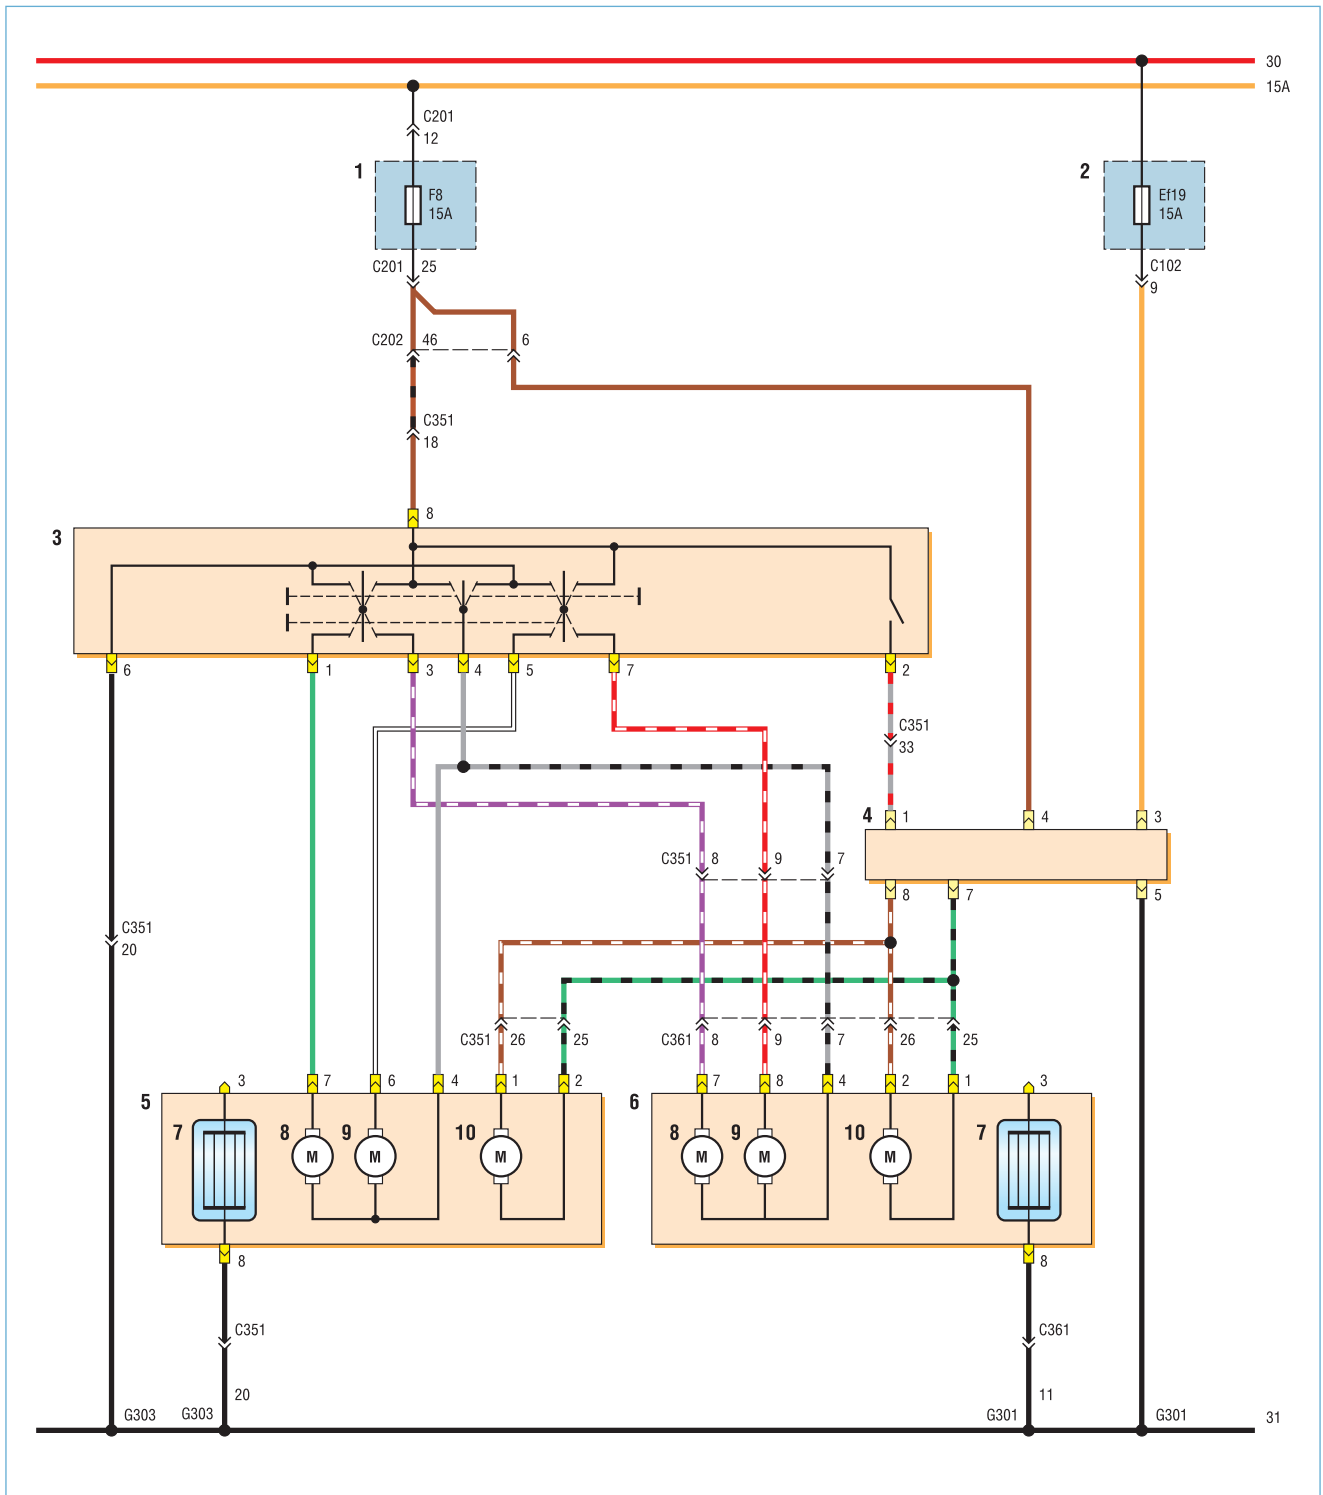 30
15A
C201
12
1
F8
15A
2
Ef19
15A
C201 25
C102
9
C202 46 6
C351
18
8
3
6 1 3 4 5 7 2
C351
33
4 1 4 3
C351 8 9 7
8 7 5
C351
20
C351 26 25
C361 8 9 7 26 25
5 3 7 6 4 1 2
6 7 8 4 2 1 3
7 8 9 10
8 9 10 7
M M M
M M M
8
8
C351
C361
20
11
G303 G303 G301 G301 31